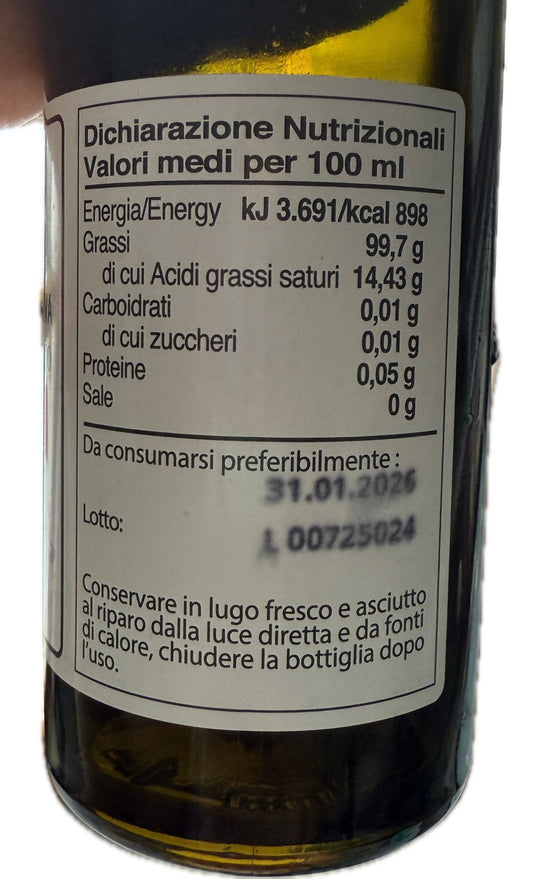 Dichiarazione Nutrizionali
Valori medi per 100 ml
Energia/Energy kJ 3.691/kcal 898
Grassi 99,7 g
di cui Acidi grassi saturi 14,43 g
Carboidrati 0,01 g
di cui zuccheri 0,01 g
Proteine 0,05 g
Sale 0 g
Da consumarsi preferibilmente :
31.01.2026
Lotto:
L 00725024
Conservare in lugo fresco e asciutto
al riparo dalla luce diretta e da fonti
di calore, chiudere la bottiglia dopo
l'uso.